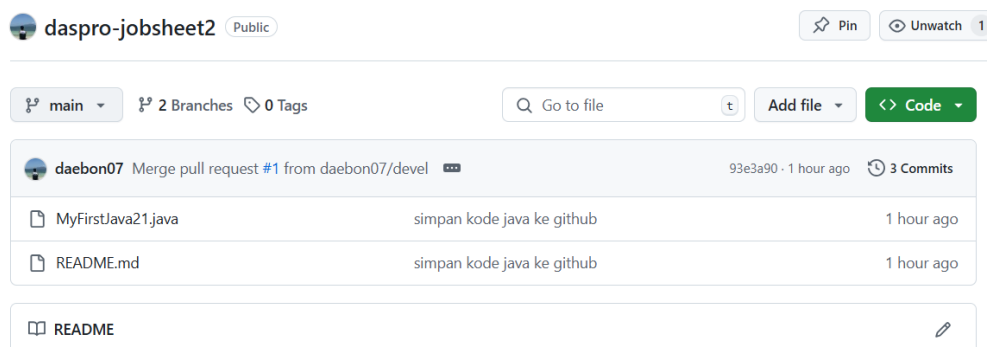 daspro-jobsheet2 Public Pin Unwatch 1
main 2 Branches 0 Tags Go to file t Add file Code
daebon07 Merge pull request #1 from daebon07/devel 93e3a90 · 1 hour ago 3 Commits
MyFirstJava21.java simpan kode java ke github 1 hour ago
README.md simpan kode java ke github 1 hour ago
README